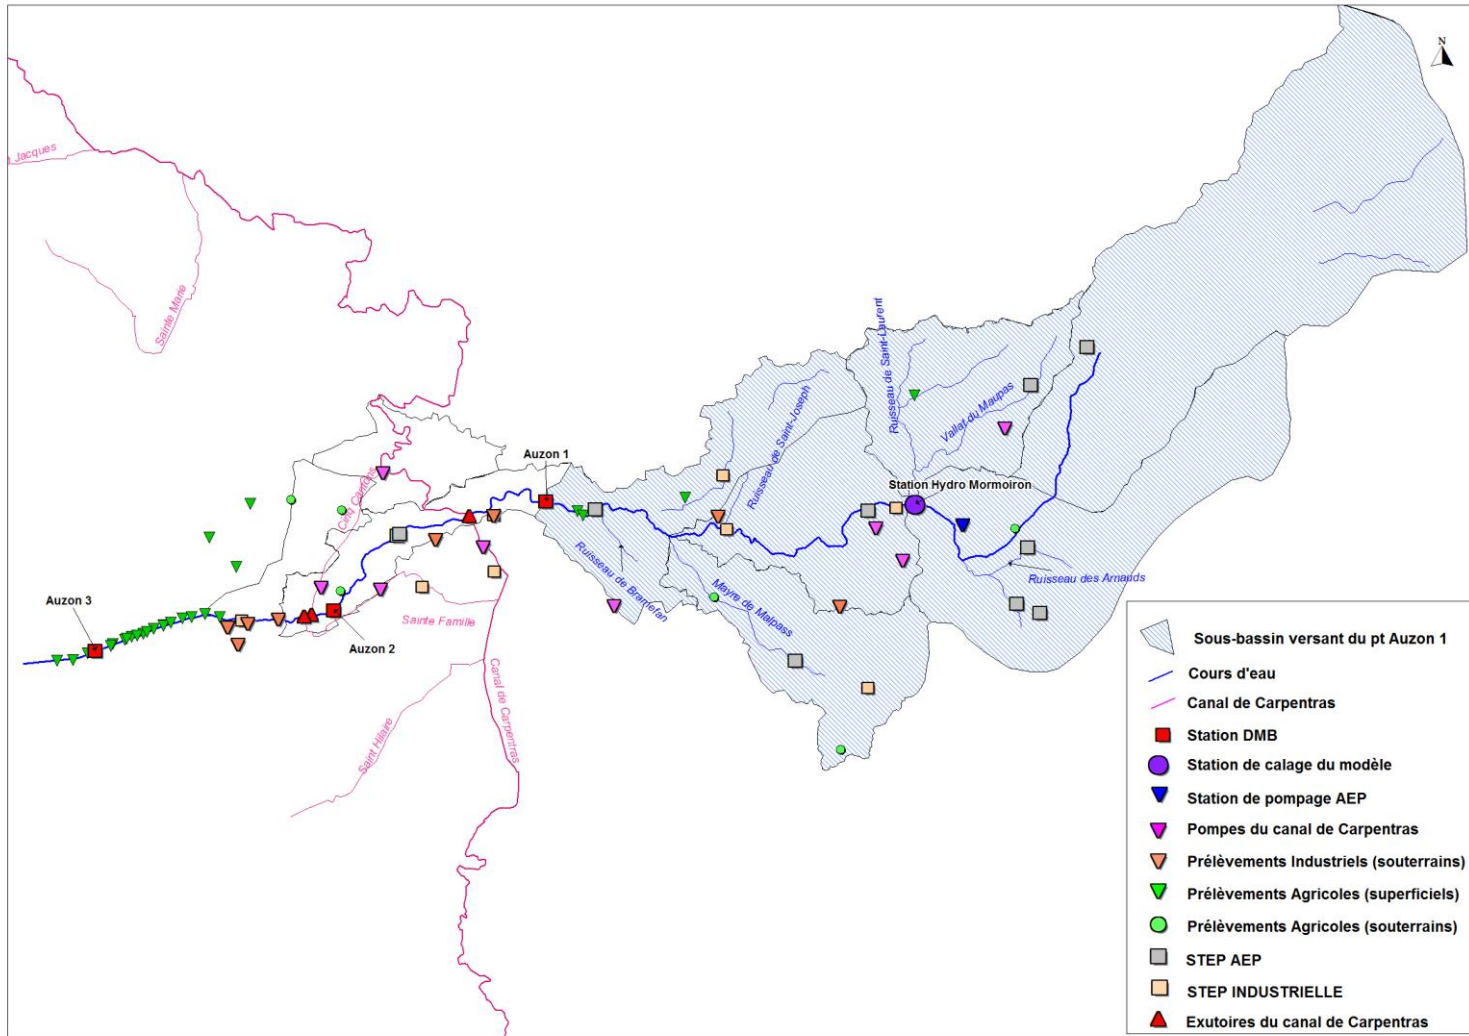 N
Jacques
Sainte Marie
Ruisseau de Saint-Laurent
Vallat du Maupas
Ruisseau de Saint-Joseph
Auzon 1
Station Hydro Mormoiron
Cinq Cantons
Ruisseau de Bramefan
Ruisseau des Arnauds
Mayre de Malpass
Auzon 3
Sainte Famille
Auzon 2
Canal de Carpentras
Saint Hilaire
Sous-bassin versant du pt Auzon 1
Cours d'eau
Canal de Carpentras
Station DMB
Station de calage du modèle
Station de pompage AEP
Pompes du canal de Carpentras
Prélèvements Industriels (souterrains)
Prélèvements Agricoles (superficiels)
Prélèvements Agricoles (souterrains)
STEP AEP
STEP INDUSTRIELLE
Exutoires du canal de Carpentras